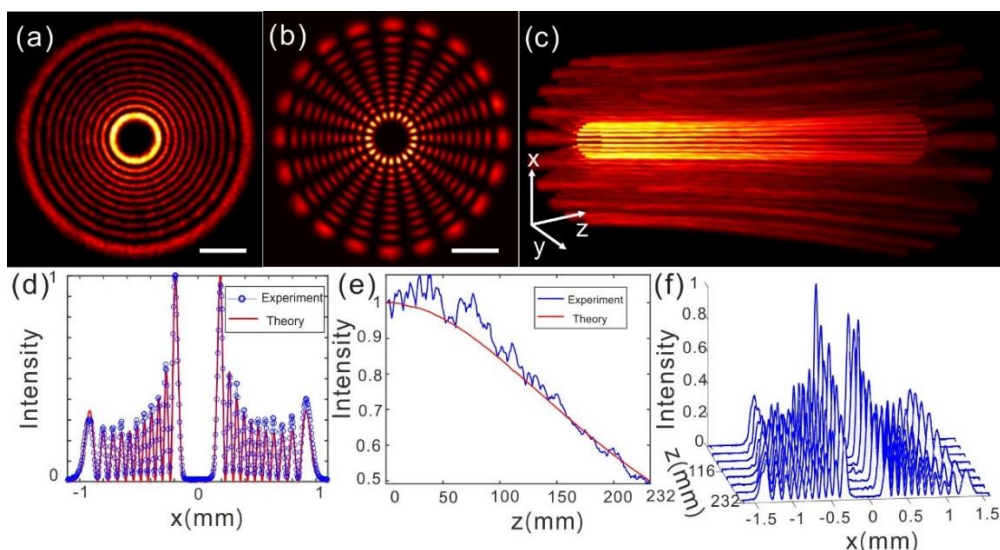 (a)
(b)
(c)
x
y
z
(d)
1
Intensity
0
Experiment
Theory
-1
0
1
x(mm)
(e)
Intensity
1
0.9
0.8
0.7
0.6
0.5
Experiment
Theory
0
50
100
150
200
232
z(mm)
(f)
Intensity
1
0.8
0.6
0.4
0.2
0
0
116
232
z(mm)
-1.5
-1
-0.5
0
0.5
1
1.5
x(mm)